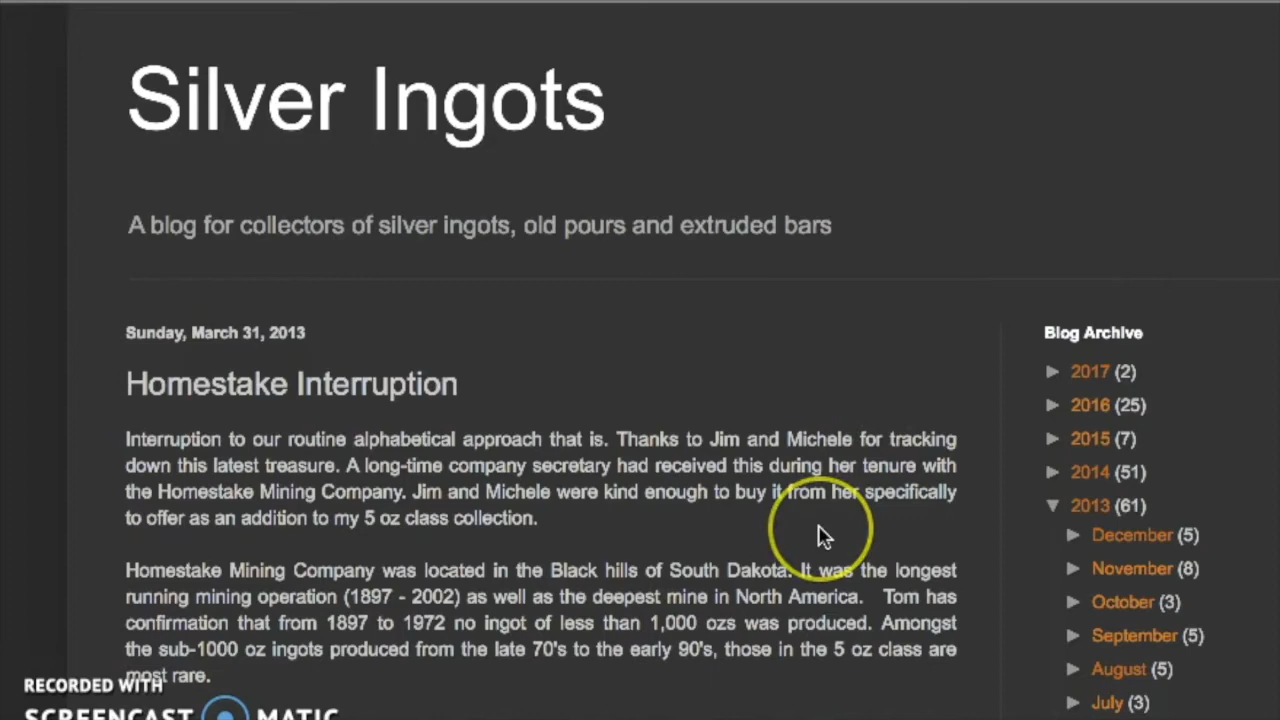 Silver Ingots
A blog for collectors of silver ingots, old pours and extruded bars
Sunday, March 31, 2013
Homestake Interruption
Interruption to our routine alphabetical approach that is. Thanks to Jim and Michele for tracking
down this latest treasure. A long-time company secretary had received this during her tenure with
the Homestake Mining Company. Jim and Michele were kind enough to buy it from her specifically
to offer as an addition to my 5 oz class collection.
Homestake Mining Company was located in the Black hills of South Dakota. It was the longest
running mining operation (1897 - 2002) as well as the deepest mine in North America. Tom has
confirmation that from 1897 to 1972 no ingot of less than 1,000 ozs was produced. Amongst
the sub-1000 oz ingots produced from the late 70's to the early 90's, those in the 5 oz class are
most rare.
Blog Archive
► 2017 (2)
► 2016 (25)
► 2015 (7)
► 2014 (51)
▼ 2013 (61)
► December (5)
► November (8)
► October (3)
► September (5)
► August (5)
► July (3)
RECORDED WITH
SCREENCAST MATIC